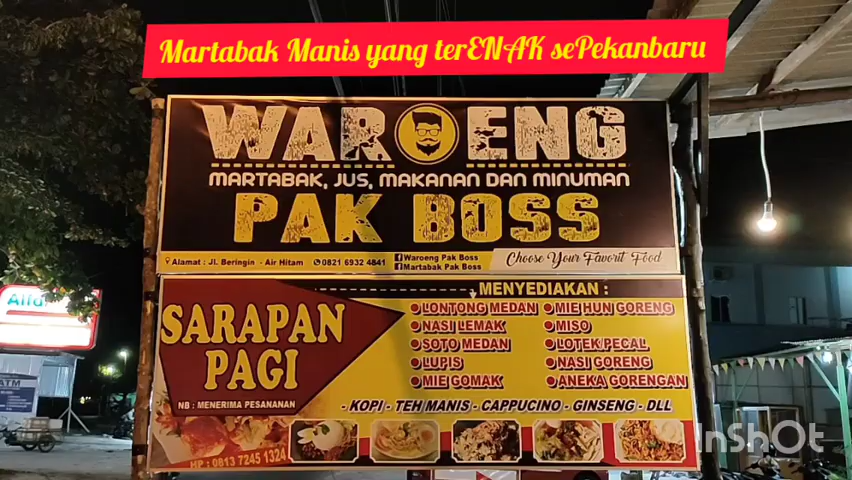 Martabak Manis yang terENAK sePekanbaru
WAROENG
MARTABAK, JUS, MAKANAN DAN MINUMAN
PAK BOSS
Alamat : Jl. Beringin - Air Hitam
0821 6932 4841
Waroeng Pak Boss
Martabak Pak Boss
Choose Your Favorit Food
MENYEDIAKAN :
SARAPAN
PAGI
NB : MENERIMA PESANANAN
LONTONG MEDAN
NASI LEMAK
SOTO MEDAN
LUPIS
MIE GOMAK
MIE HUN GORENG
MISO
LOTEK PECAL
NASI GORENG
ANEKA GORENGAN
- KOPI - TEH MANIS - CAPPUCINO - GINSENG - DLL
HP : 0813 7245 1324
Alfa
ATM
InShOt